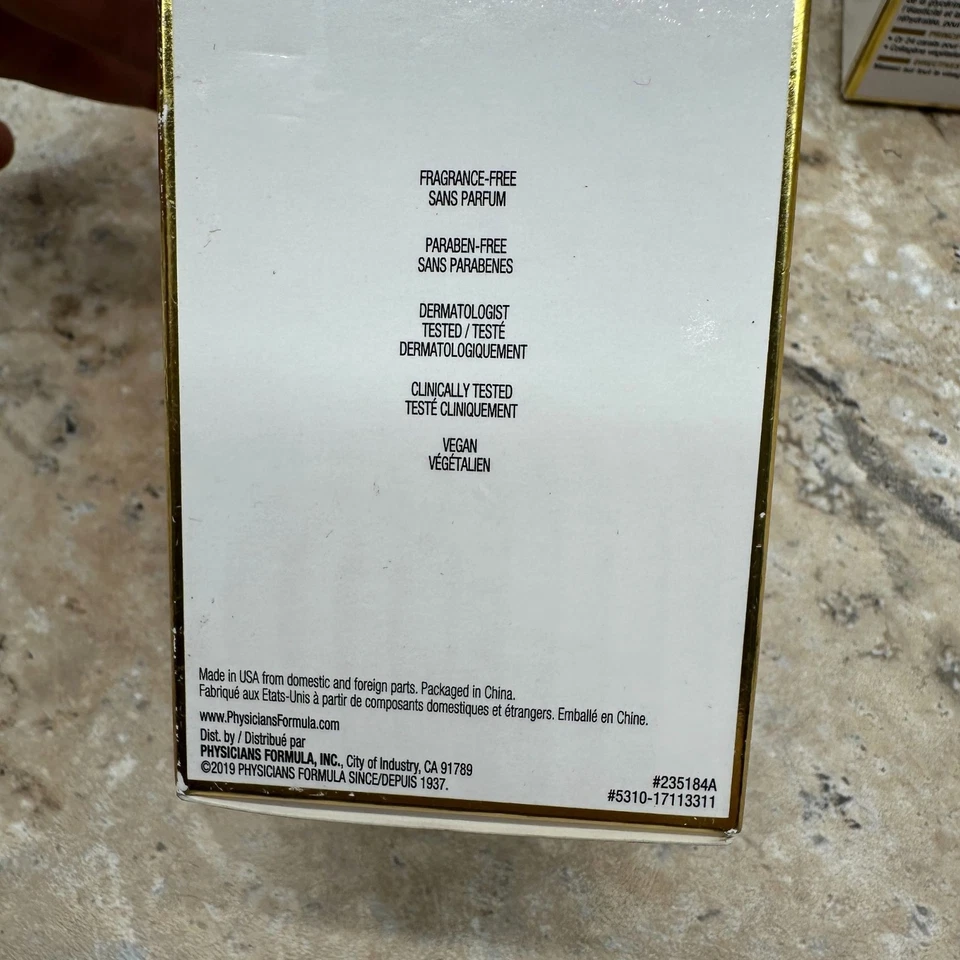 FRAGRANCE-FREE
SANS PARFUM
PARABEN-FREE
SANS PARABENES
DERMATOLOGIST
TESTED / TESTÉ
DERMATOLOGIQUEMENT
CLINICALLY TESTED
TESTÉ CLINIQUEMENT
VEGAN
VÉGÉTALIEN
Made in USA from domestic and foreign parts. Packaged in China.
Fabriqué aux Etats-Unis à partir de composants domestiques et étrangers. Emballé en Chine.
www.PhysiciansFormula.com
Dist. by / Distribué par
PHYSICIANS FORMULA, INC., City of Industry, CA 91789
©2019 PHYSICIANS FORMULA SINCE/DEPUIS 1937.
#235184A
#5310-17113311